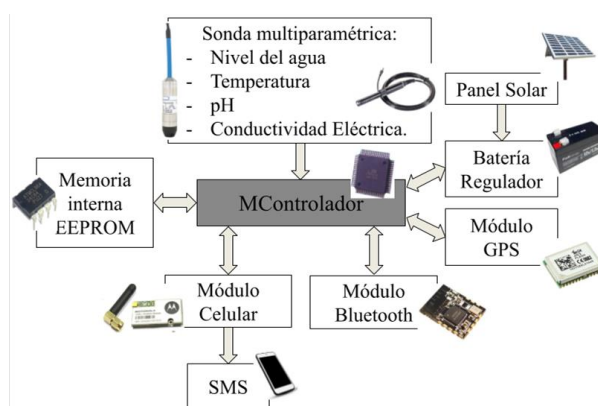 Sonda multiparamétrica:
- Nivel del agua
- Temperatura
- pH
- Conductividad Eléctrica.
Panel Solar
Memoria
interna
EEPROM
MControlador
Batería
Regulador
Módulo
GPS
Módulo
Celular
Módulo
Bluetooth
SMS